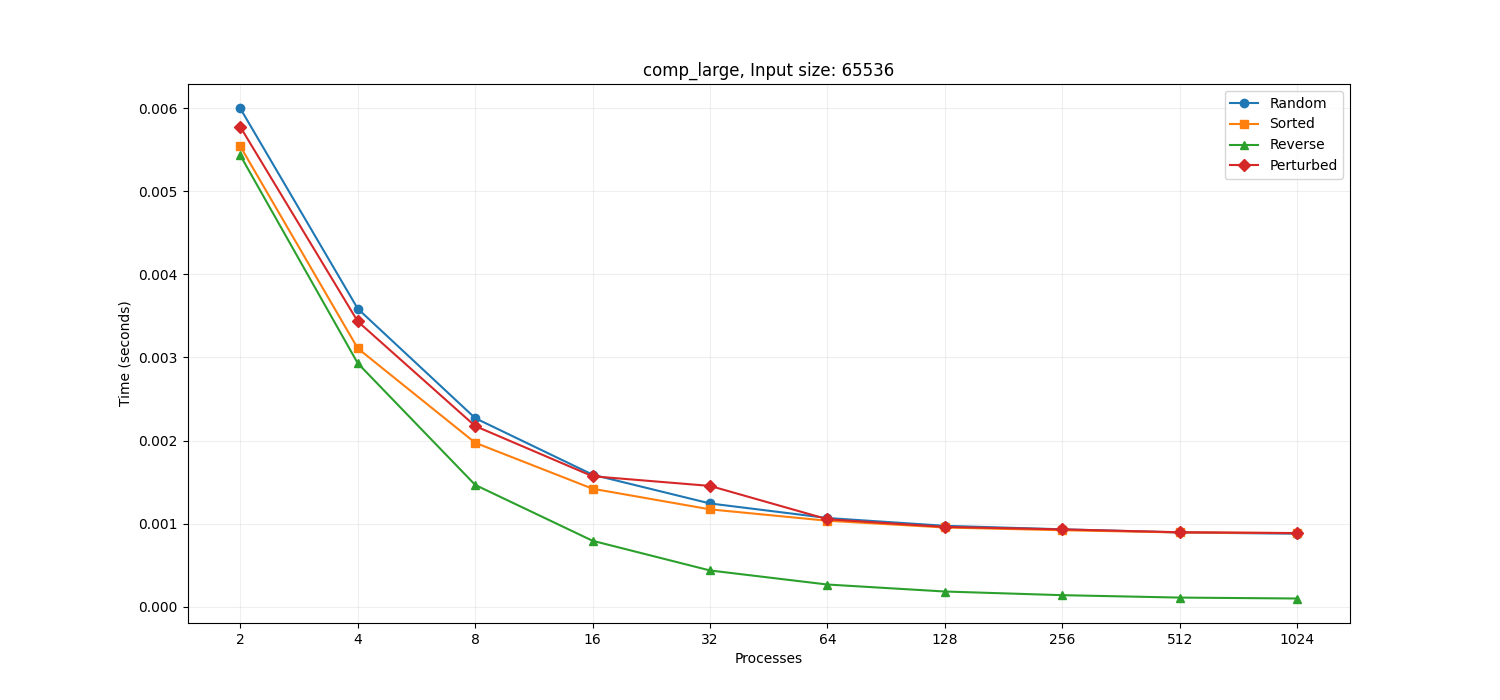 comp_large, Input size: 65536
Random
Sorted
Reverse
Perturbed
Time (seconds)
0.006
0.005
0.004
0.003
0.002
0.001
0.000
2 4 8 16 32 64 128 256 512 1024
Processes